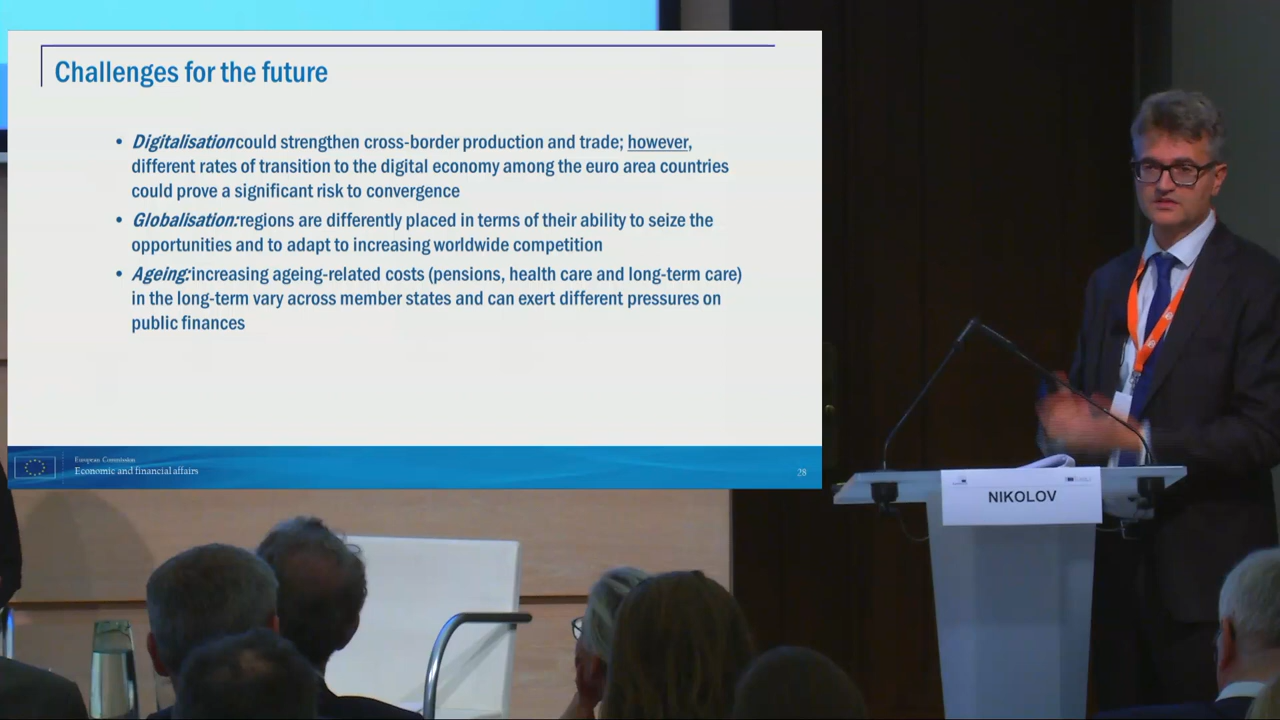 Challenges for the future
• Digitalisation could strengthen cross-border production and trade; however,
different rates of transition to the digital economy among the euro area countries
could prove a significant risk to convergence
• Globalisation: regions are differently placed in terms of their ability to seize the
opportunities and to adapt to increasing worldwide competition
• Ageing: increasing ageing-related costs (pensions, health care and long-term care)
in the long-term vary across member states and can exert different pressures on
public finances
European Commission
Economic and financial affairs
28
NIKOLOV